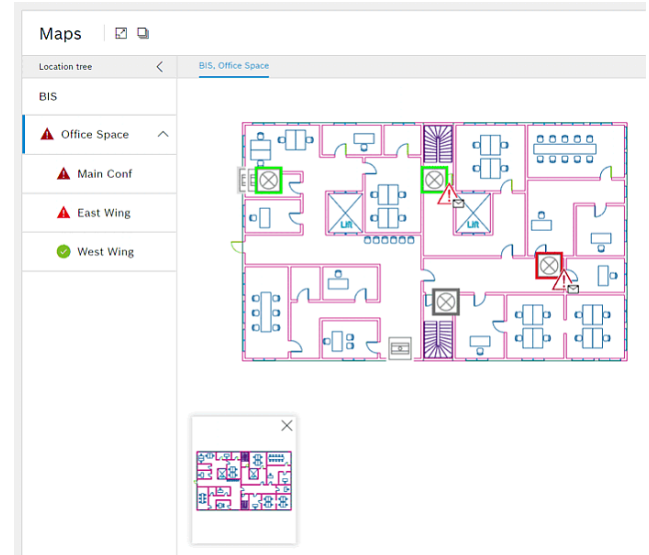 Maps
Location tree
BIS, Office Space
BIS
Office Space
Main Conf
East Wing
West Wing
Lift
Lift